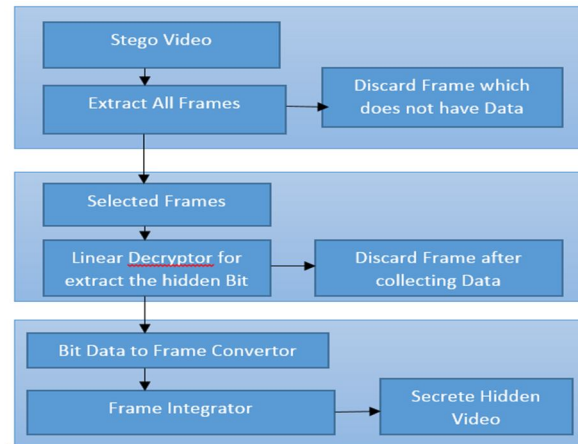 Stego Video
Extract All Frames
Discard Frame which
does not have Data
Selected Frames
Linear Decryptor for
extract the hidden Bit
Discard Frame after
collecting Data
Bit Data to Frame Convertor
Frame Integrator
Secrete Hidden
Video